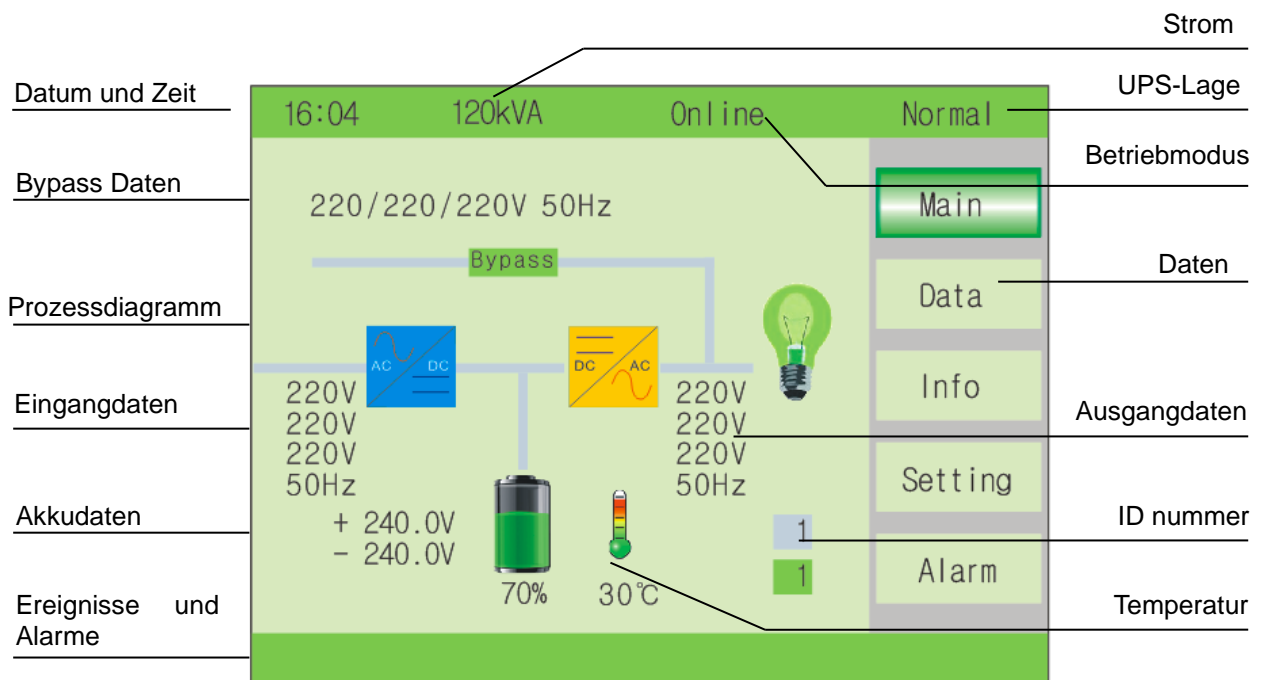 Strom
Datum und Zeit
UPS-Lage
16:04 120kVA Online Normal
Betriebmodus
Bypass Daten
220/220/220V 50Hz
Main
Bypass
Daten
Data
Prozessdiagramm
AC DC
DC AC
Eingangdaten
220V
220V
220V
50Hz
220V
220V
220V
50Hz
Info
Ausgangdaten
Setting
Akkudaten
+ 240.0V
- 240.0V
ID nummer
1
1
70%
30℃
Alarm
Ereignisse und
Alarme
Temperatur